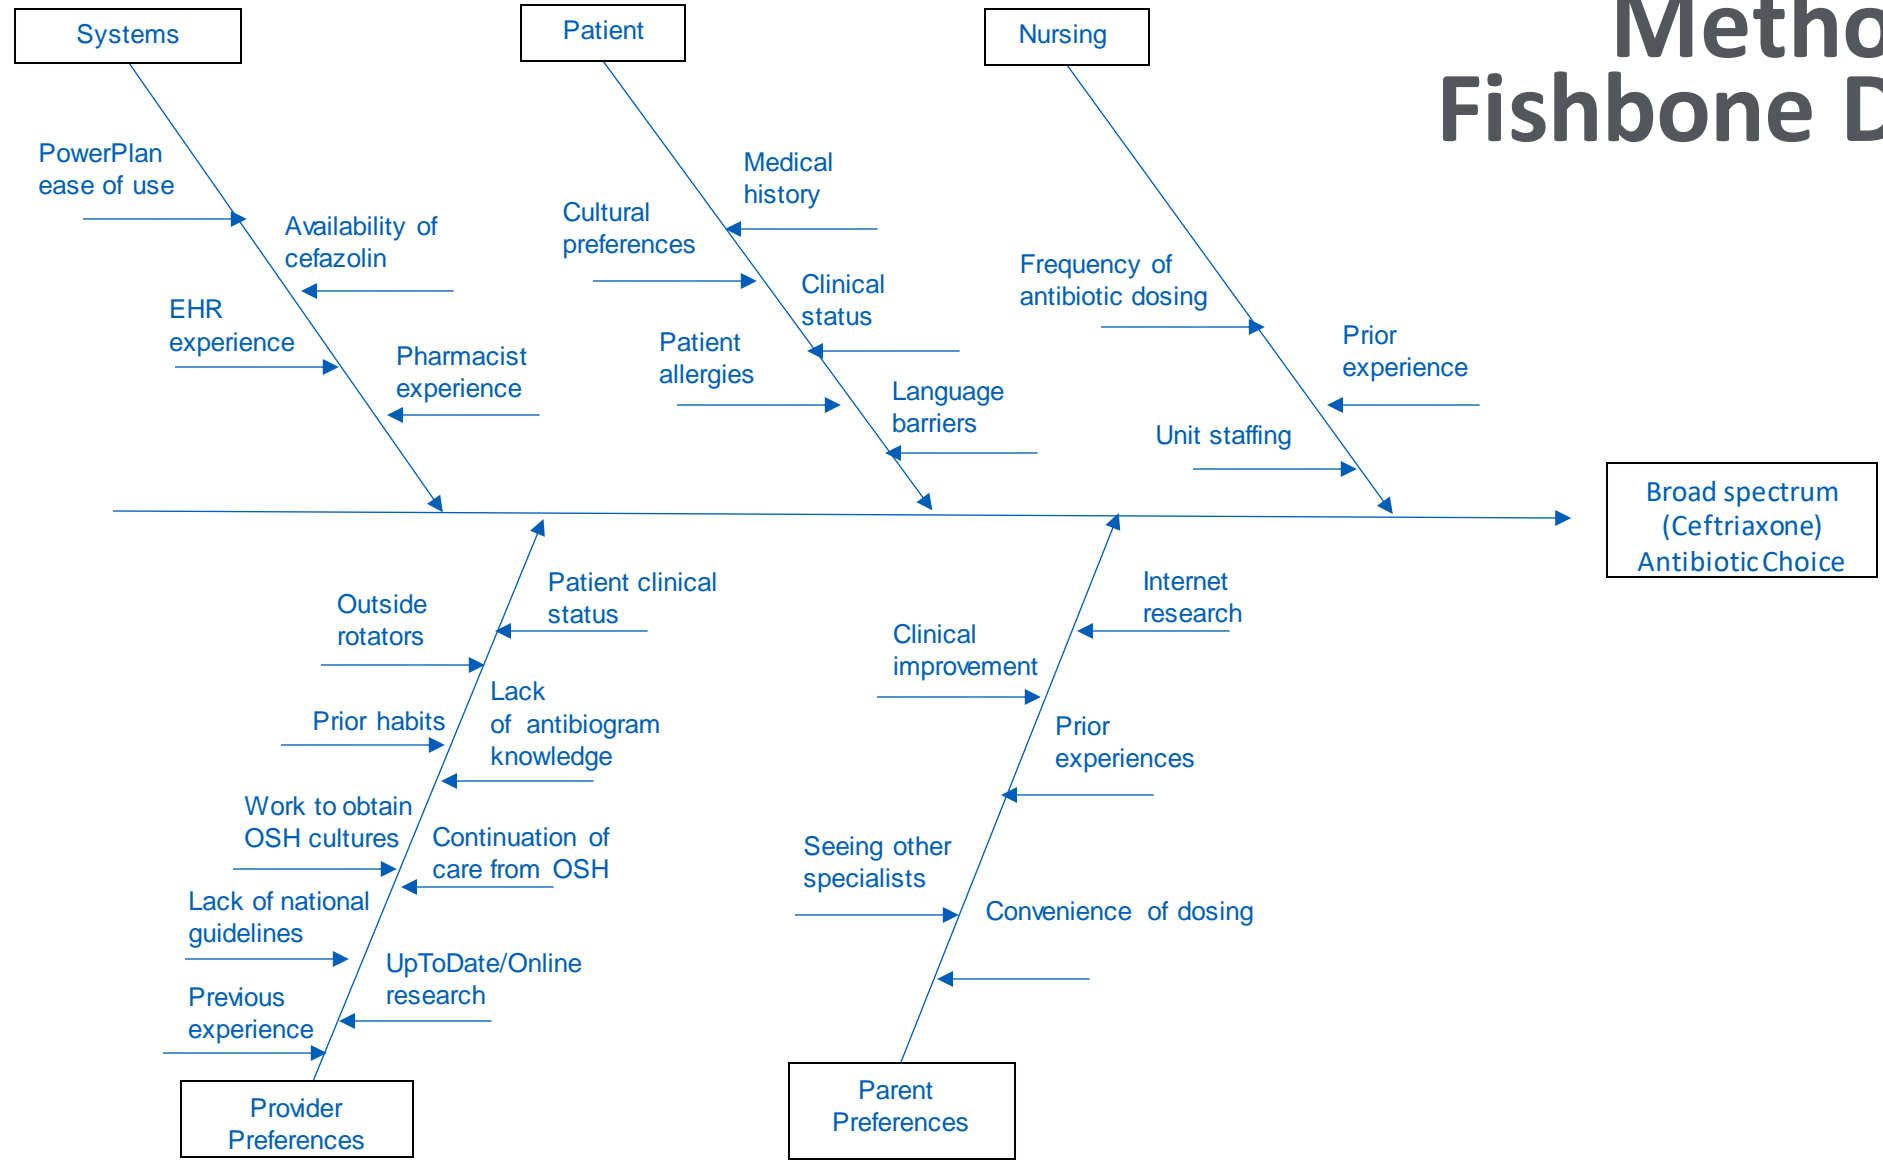 Metho
Fishbone D
Systems
Patient
Nursing
PowerPlan
ease of use
Availability of
cefazolin
EHR
experience
Pharmacist
experience
Medical
history
Cultural
preferences
Clinical
status
Patient
allergies
Language
barriers
Frequency of
antibiotic dosing
Prior
experience
Unit staffing
Broad spectrum
(Ceftriaxone)
Antibiotic Choice
Patient clinical
status
Outside
rotators
Lack
of antibiogram
knowledge
Prior habits
Work to obtain
OSH cultures
Continuation of
care from OSH
Lack of national
guidelines
UpToDate/Online
research
Previous
experience
Provider
Preferences
Internet
research
Clinical
improvement
Prior
experiences
Seeing other
specialists
Convenience of dosing
Parent
Preferences